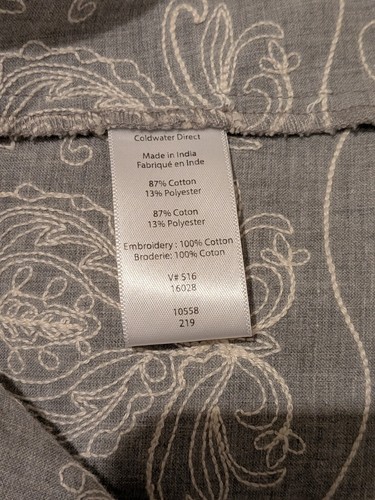 Coldwater Direct
Made in India
Fabriqué en Inde
87% Cotton
13% Polyester
87% Coton
13% Polyester
Embroidery : 100% Cotton
Broderie: 100% Coton
V# 516
16028
10558
219